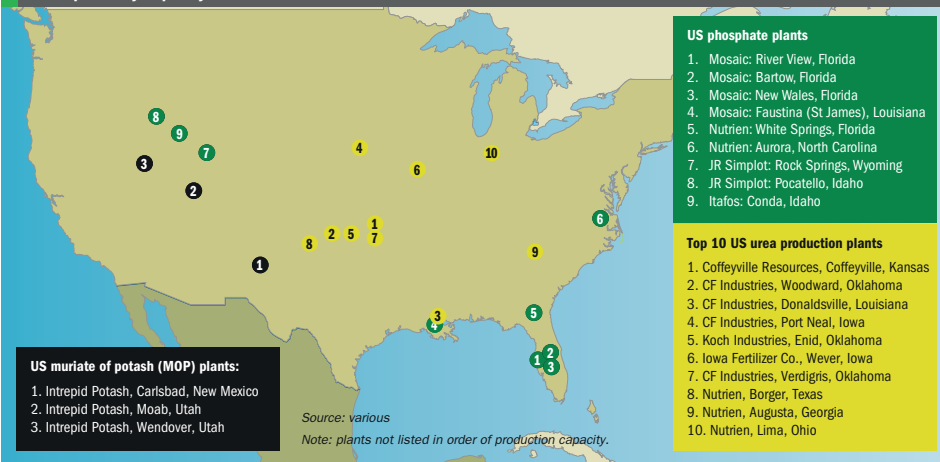 US phosphate plants
1. Mosaic: River View, Florida
2. Mosaic: Bartow, Florida
3. Mosaic: New Wales, Florida
4. Mosaic: Faustina (St James), Louisiana
5. Nutrien: White Springs, Florida
6. Nutrien: Aurora, North Carolina
7. JR Simplot: Rock Springs, Wyoming
8. JR Simplot: Pocatello, Idaho
9. Itafos: Conda, Idaho
8
9
7
3
2
4
6
10
6
1
2
5
7
8
9
1
3
4
5
1
2
3
Top 10 US urea production plants
1. Coffeyville Resources, Coffeyville, Kansas
2. CF Industries, Woodward, Oklahoma
3. CF Industries, Donaldsville, Louisiana
4. CF Industries, Port Neal, Iowa
5. Koch Industries, Enid, Oklahoma
6. Iowa Fertilizer Co., Wever, Iowa
7. CF Industries, Verdigris, Oklahoma
8. Nutrien, Borger, Texas
9. Nutrien, Augusta, Georgia
10. Nutrien, Lima, Ohio
US muriate of potash (MOP) plants:
1. Intrepid Potash, Carlsbad, New Mexico
2. Intrepid Potash, Moab, Utah
3. Intrepid Potash, Wendover, Utah
Source: various
Note: plants not listed in order of production capacity.